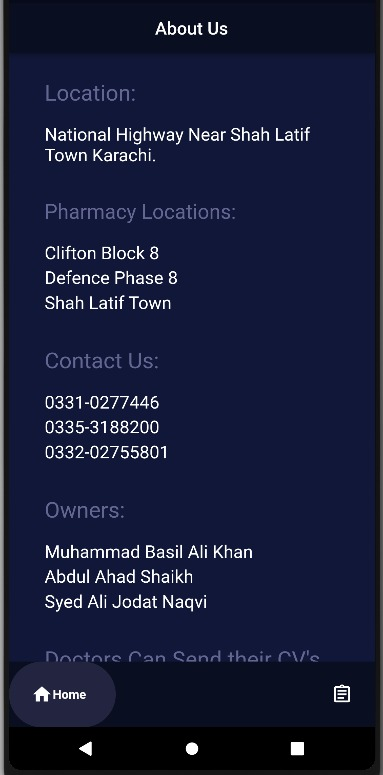 About Us
Location:
National Highway Near Shah Latif
Town Karachi.
Pharmacy Locations:
Clifton Block 8
Defence Phase 8
Shah Latif Town
Contact Us:
0331-0277446
0335-3188200
0332-02755801
Owners:
Muhammad Basil Ali Khan
Abdul Ahad Shaikh
Syed Ali Jodat Naqvi
Doctors Can Send their CV's
Home